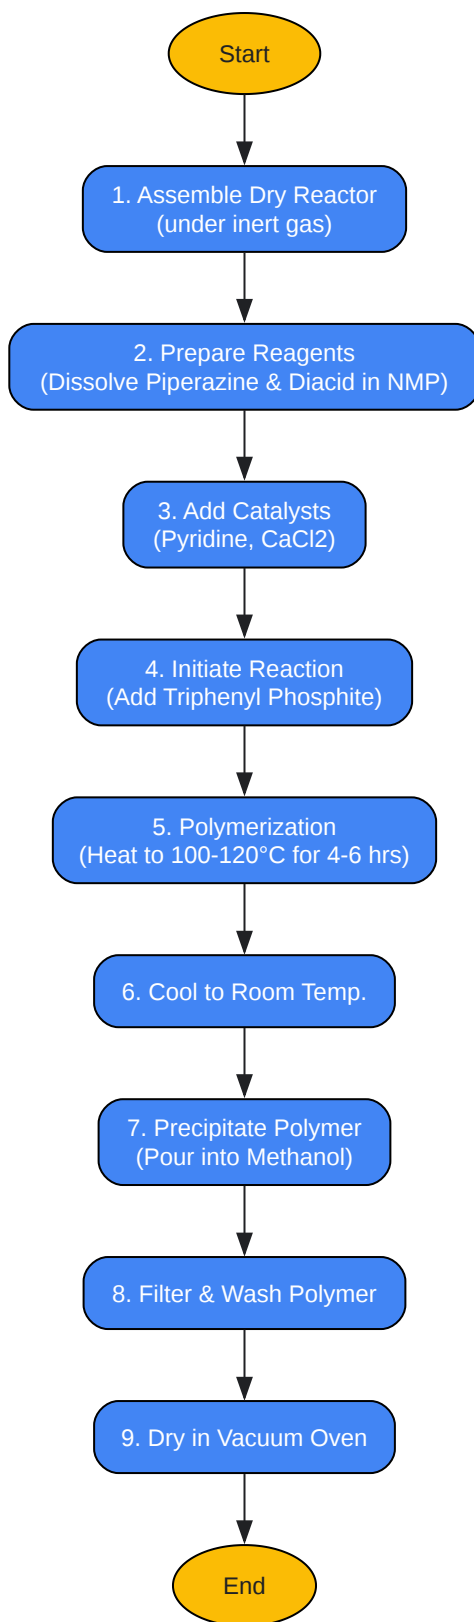 Start
1. Assemble Dry Reactor
(under inert gas)
2. Prepare Reagents
(Dissolve Piperazine & Diacid in NMP)
3. Add Catalysts
(Pyridine, CaCl2)
4. Initiate Reaction
(Add Triphenyl Phosphite)
5. Polymerization
(Heat to 100-120°C for 4-6 hrs)
6. Cool to Room Temp.
7. Precipitate Polymer
(Pour into Methanol)
8. Filter & Wash Polymer
9. Dry in Vacuum Oven
End